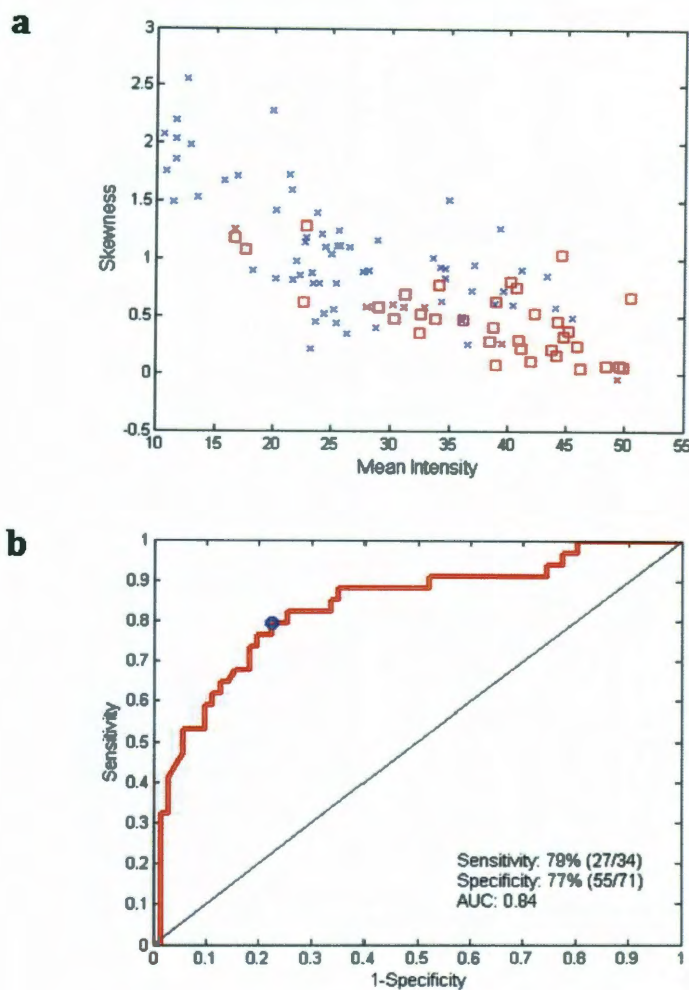 a
3
2.5
2
1.5
1
0.5
0
-0.5
Skewness
10 15 20 25 30 35 40 45 50 55
Mean Intensity
b
1
0.9
0.8
0.7
0.6
0.5
0.4
0.3
0.2
0.1
0
Sensitivity
Sensitivity: 79% (27/34)
Specificity: 77% (55/71)
AUC: 0.84
0 0.1 0.2 0.3 0.4 0.5 0.6 0.7 0.8 0.9 1
1-Specificity